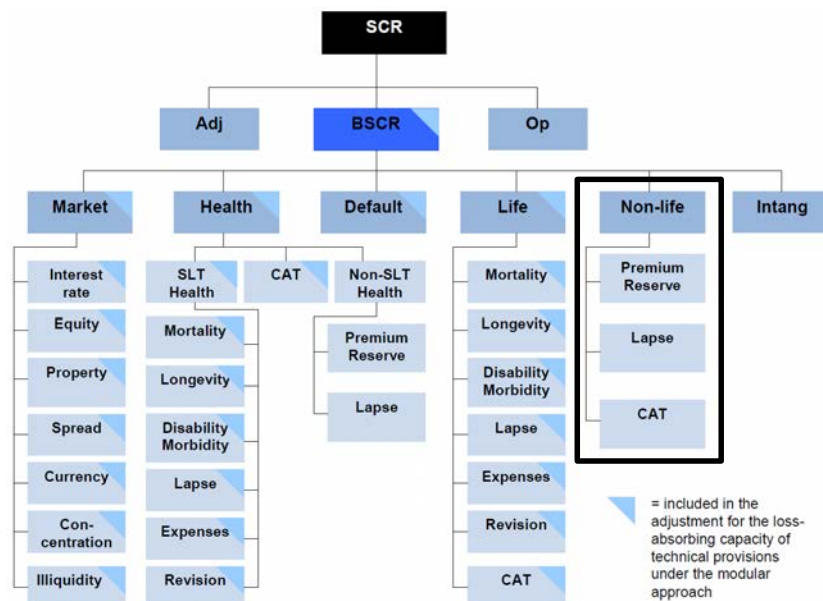 SCR
Adj
BSCR
Op
Market
Health
Default
Life
Non-life
Intang
Interest
rate
Equity
Property
Spread
Currency
Con-
centration
Illiquidity
SLT
Health
CAT
Non-SLT
Health
Mortality
Longevity
Disability
Morbidity
Lapse
Expenses
Revision
Premium
Reserve
Lapse
Mortality
Longevity
Disability
Morbidity
Lapse
Expenses
Revision
CAT
Premium
Reserve
Lapse
CAT
= included in the
adjustment for the loss-
absorbing capacity of
technical provisions
under the modular
approach